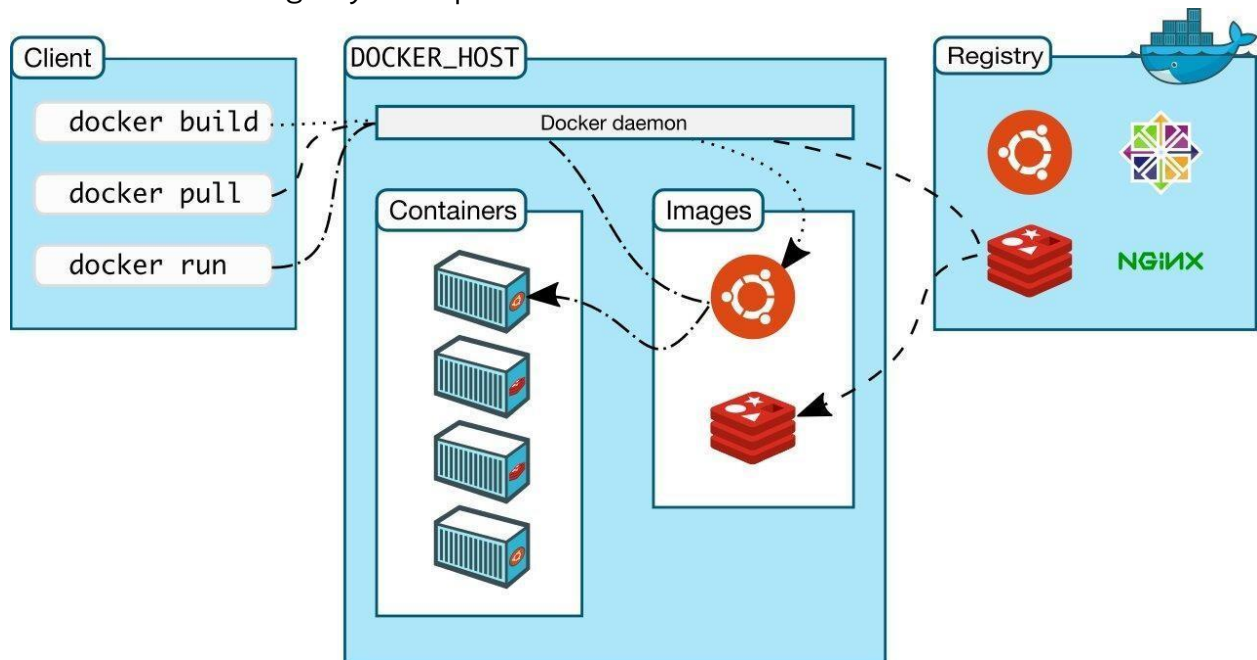 Client
docker build
docker pull
docker run
DOCKER_HOST
Docker daemon
Containers
Images
Registry
NGiNX